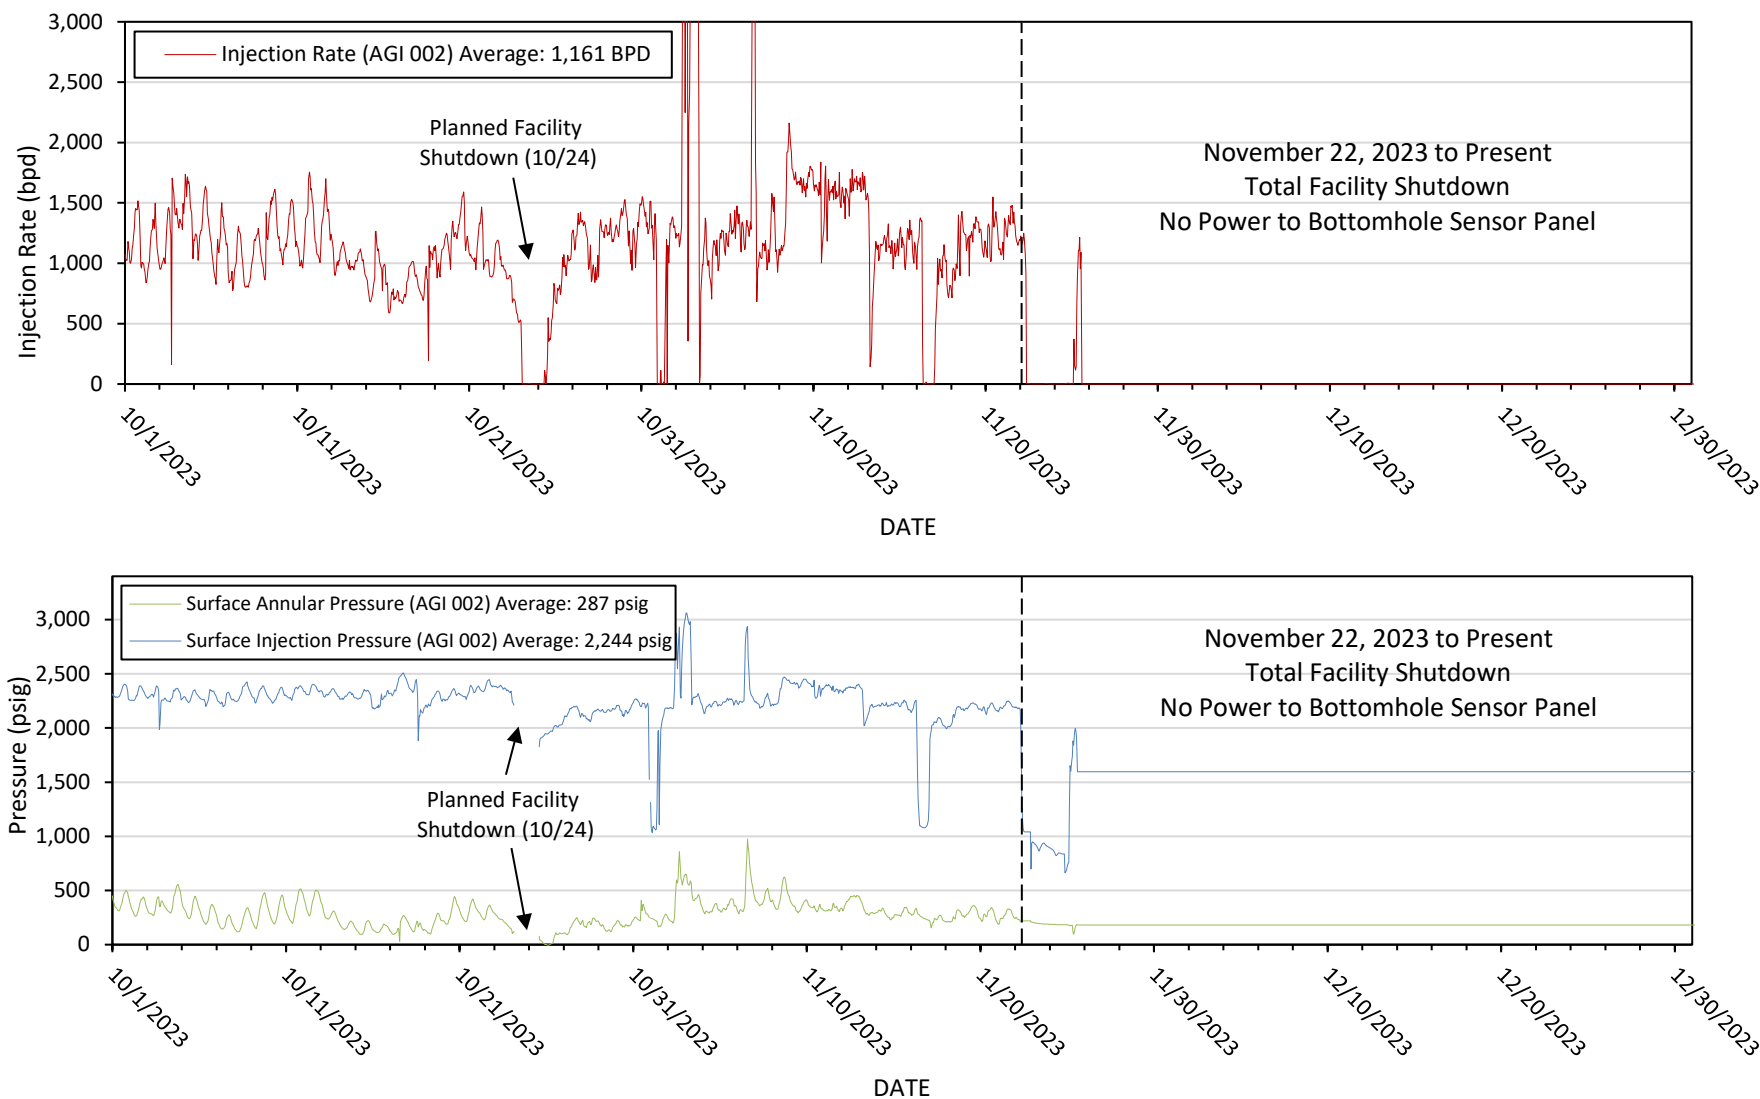 3,000
2,500
2,000
1,500
1,000
500
0
Injection Rate (bpd)
Injection Rate (AGI 002) Average: 1,161 BPD
Planned Facility
Shutdown (10/24)
November 22, 2023 to Present
Total Facility Shutdown
No Power to Bottomhole Sensor Panel
10/1/2023
10/11/2023
10/21/2023
10/31/2023
11/10/2023
11/20/2023
11/30/2023
12/10/2023
12/20/2023
12/30/2023
DATE
3,000
2,500
2,000
1,500
1,000
500
0
Pressure (psig)
Surface Annular Pressure (AGI 002) Average: 287 psig
Surface Injection Pressure (AGI 002) Average: 2,244 psig
November 22, 2023 to Present
Total Facility Shutdown
No Power to Bottomhole Sensor Panel
Planned Facility
Shutdown (10/24)
10/1/2023
10/11/2023
10/21/2023
10/31/2023
11/10/2023
11/20/2023
11/30/2023
12/10/2023
12/20/2023
12/30/2023
DATE